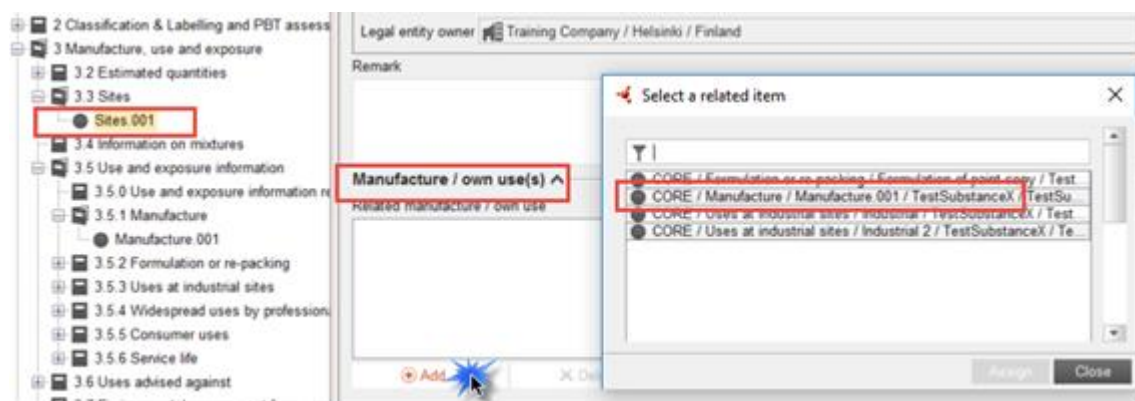 2 Classification & Labelling and PBT assess
3 Manufacture, use and exposure
3.2 Estimated quantities
3.3 Sites
Sites.001
3.4 Information on mixtures
3.5 Use and exposure information
3.5.0 Use and exposure information re
3.5.1 Manufacture
Manufacture.001
3.5.2 Formulation or re-packing
3.5.3 Uses at industrial sites
3.5.4 Widespread uses by profession
3.5.5 Consumer uses
3.5.6 Service life
3.6 Uses advised against
Legal entity owner Training Company / Helsinki / Finland
Remark
Manufacture / own use(s)
Related manufacture / own use
Add
Select a related item
CORE / Formulation or re-packing / Formulation of paint copy / Test
CORE / Manufacture / Manufacture.001 / TestSubstanceX / TestSu...
CORE / Uses at industrial sites / Industrial / TestSubstanceX / Test
CORE / Uses at industrial sites / Industrial 2 / TestSubstanceX / Te...
Assign
Close